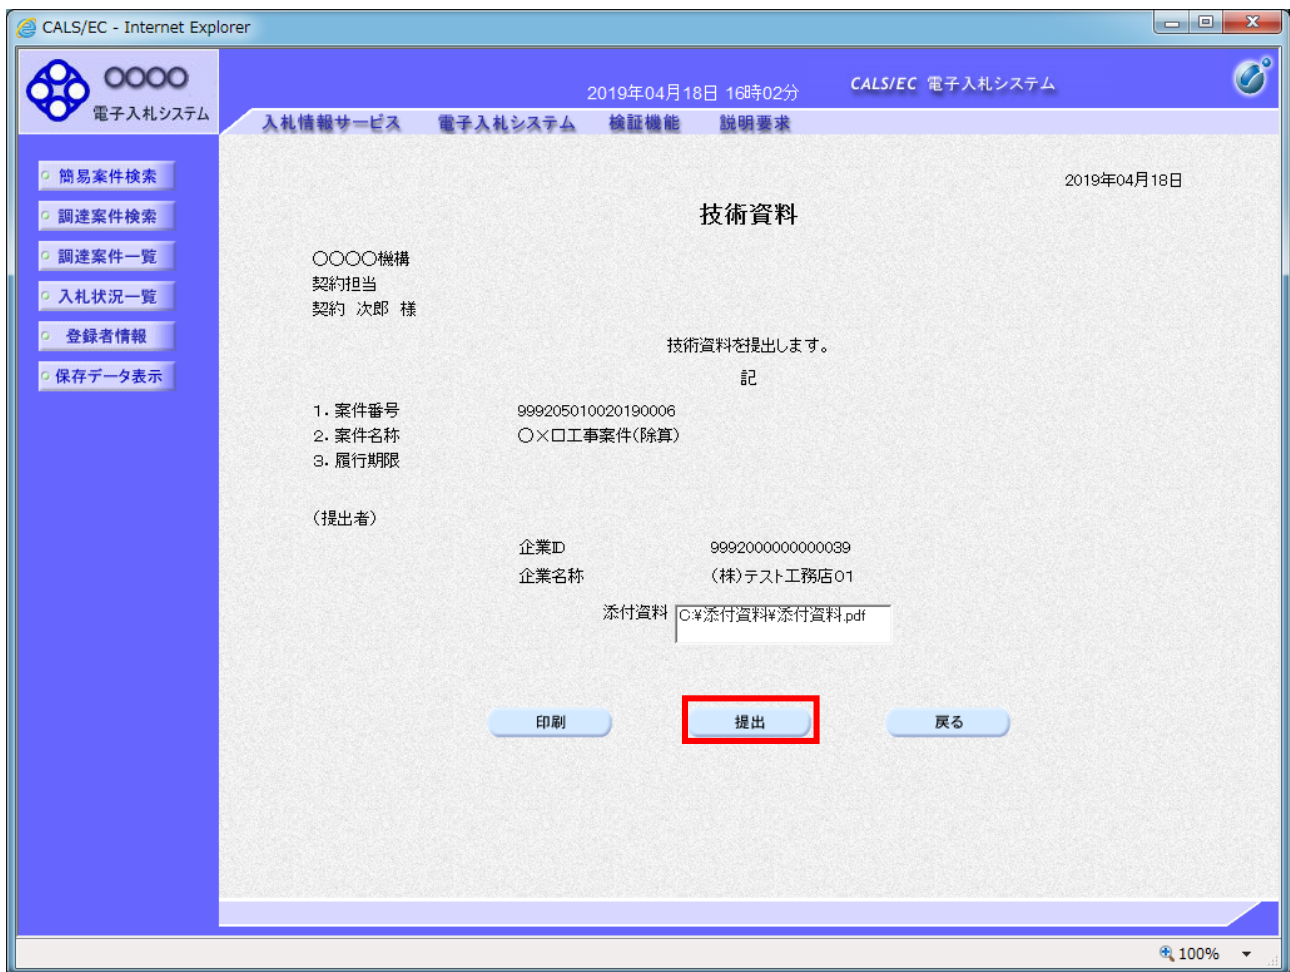 CALS/EC - Internet Explorer
〇〇〇〇
電子入札システム
2019年04月18日 16時02分
CALS/EC 電子入札システム
入札情報サービス 電子入札システム 検証機能 説明要求
簡易案件検索
調達案件検索
調達案件一覧
入札状況一覧
登録者情報
保存データ表示
2019年04月18日
技術資料
〇〇〇〇機構
契約担当
契約 次郎 様
技術資料を提出します。
記
1. 案件番号 999205010020190006
2. 案件名称 〇×口工事案件(除算)
3. 履行期限
(提出者)
企業ID 9992000000000039
企業名称 (株)テスト工務店01
添付資料 C:¥添付資料¥添付資料.pdf
印刷 提出 戻る
100%